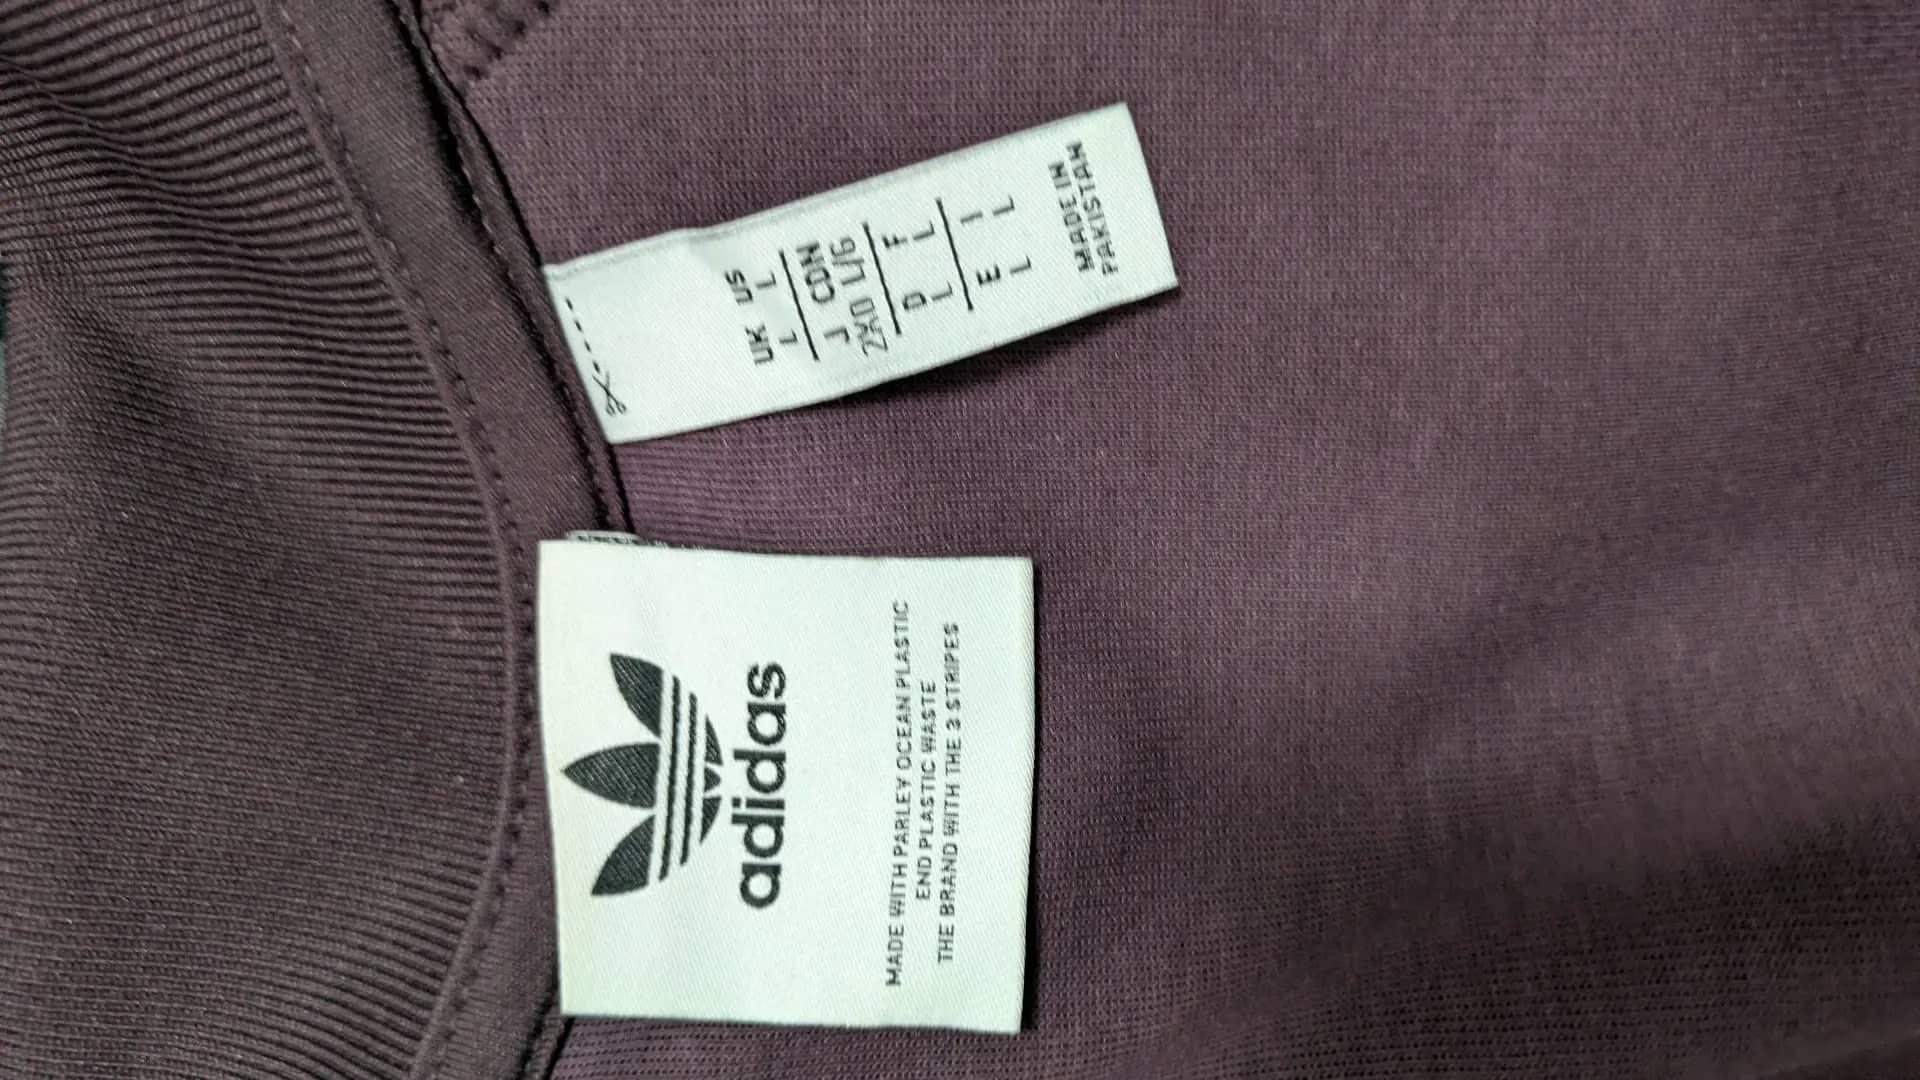 UK US
L L
J CDN
2XO L/G
D F
L L
E I
L L
MADE IN
PAKISTAN
adidas
MADE WITH PARLEY OCEAN PLASTIC
END PLASTIC WASTE
THE BRAND WITH THE 3 STRIPES